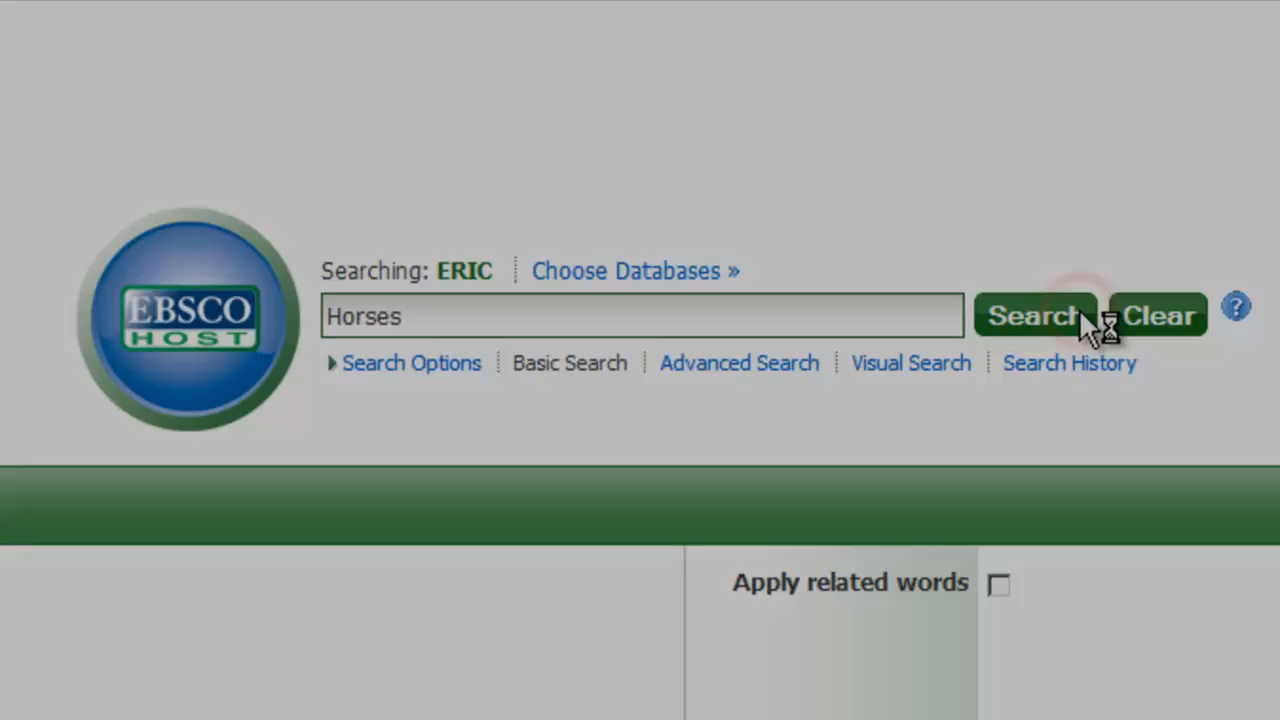 Searching: ERIC Choose Databases »
EBSCO
HOST
Horses Search Clear ?
Search Options Basic Search Advanced Search Visual Search Search History
Apply related words